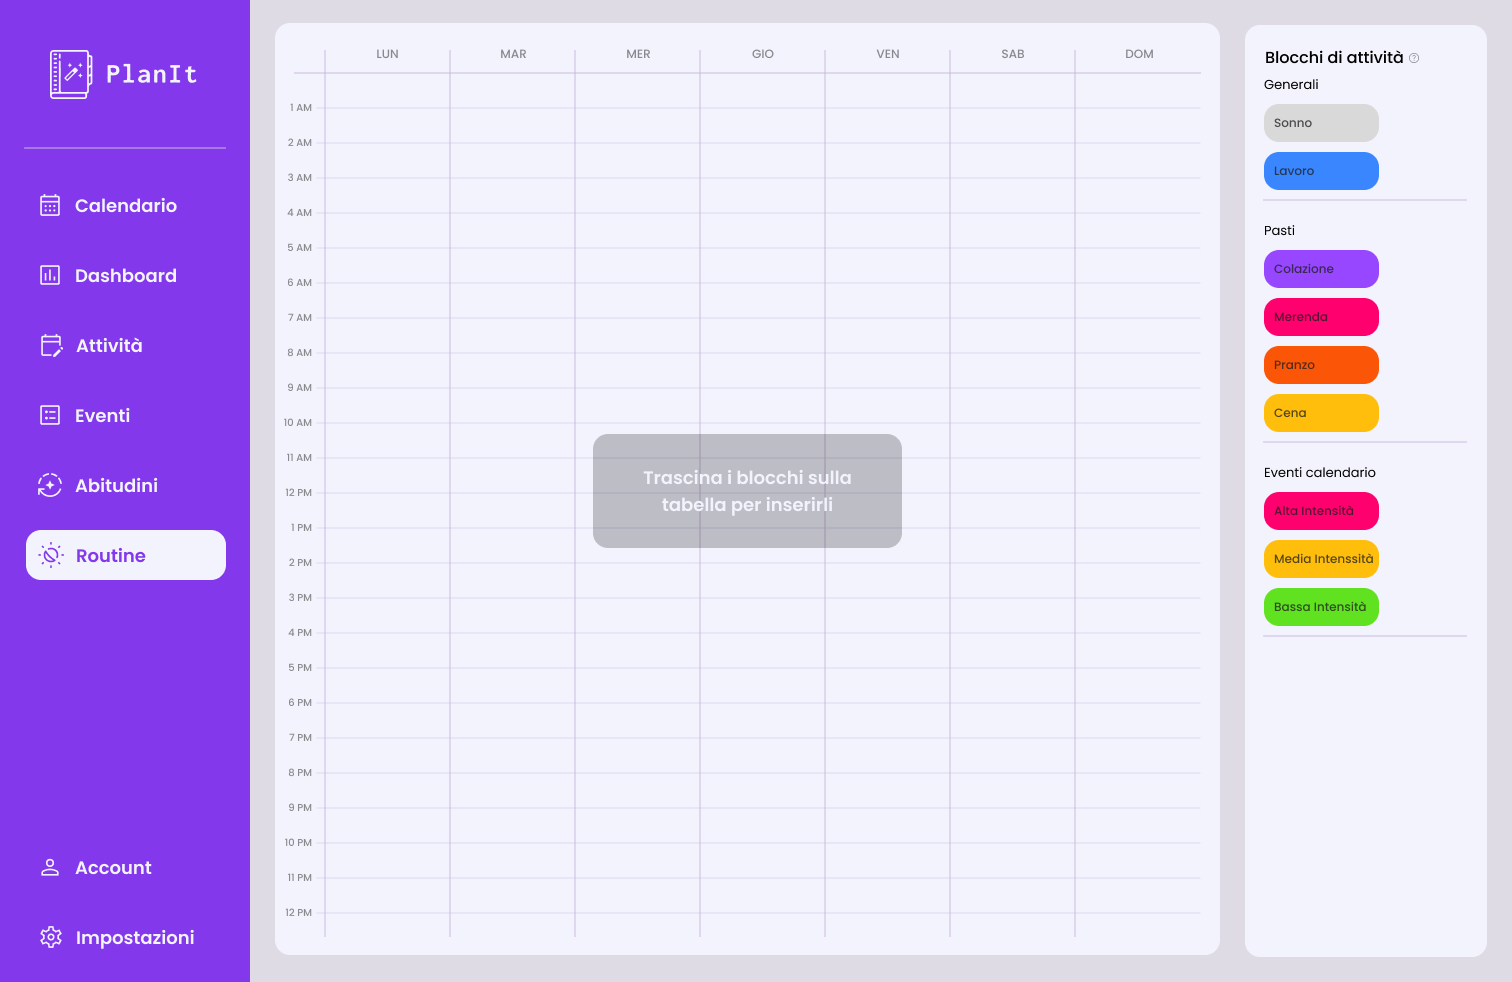 PlanIt
Calendario
Dashboard
Attività
Eventi
Abitudini
Routine
Account
Impostazioni
LUN MAR MER GIO VEN SAB DOM
1 AM
2 AM
3 AM
4 AM
5 AM
6 AM
7 AM
8 AM
9 AM
10 AM
11 AM
12 PM
1 PM
2 PM
3 PM
4 PM
5 PM
6 PM
7 PM
8 PM
9 PM
10 PM
11 PM
12 PM
Trascina i blocchi sulla
tabella per inserirli
Blocchi di attività ?
Generali
Sonno
Lavoro
Pasti
Colazione
Merenda
Pranzo
Cena
Eventi calendario
Alta Intensità
Media Intenssità
Bassa Intensità